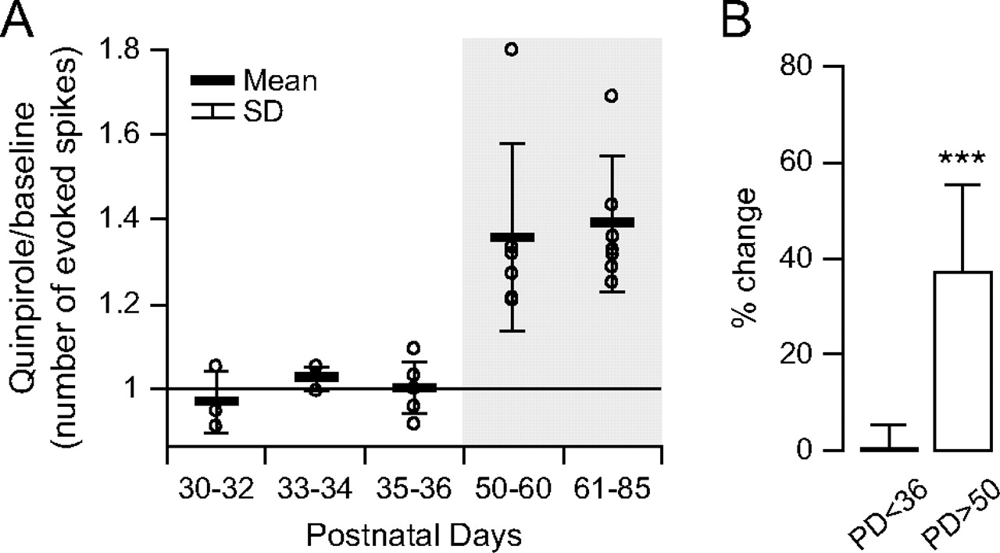 A
Quinpirole/baseline
(number of evoked spikes)
1.8
1.6
1.4
1.2
1
Mean
SD
30-32 33-34 35-36 50-60 61-85
Postnatal Days
B
% change
80
60
40
20
0
***
PD<36 PD>50